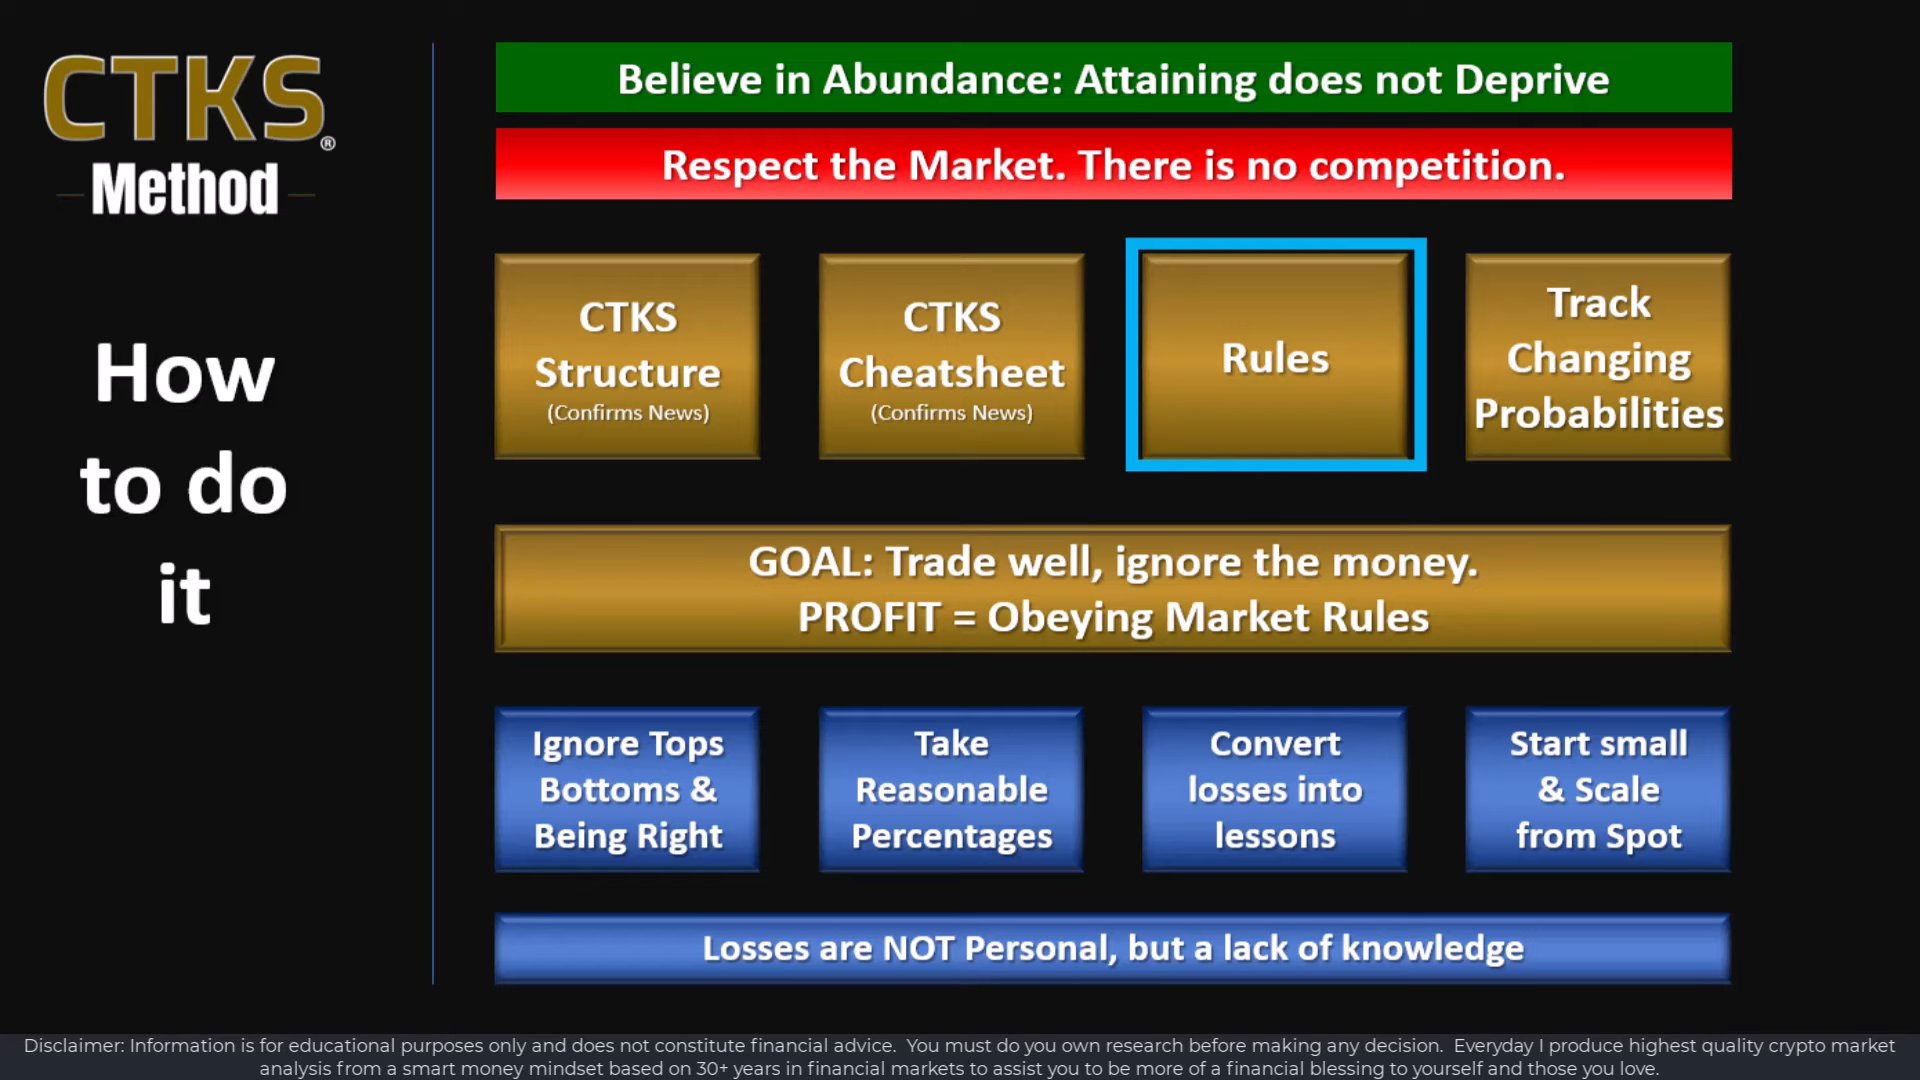 CTKS®
Method
How
to do
it
Believe in Abundance: Attaining does not Deprive
Respect the Market. There is no competition.
CTKS
Structure
(Confirms News)
CTKS
Cheatsheet
(Confirms News)
Rules
Track
Changing
Probabilities
GOAL: Trade well, ignore the money.
PROFIT = Obeying Market Rules
Ignore Tops
Bottoms &
Being Right
Take
Reasonable
Percentages
Convert
losses into
lessons
Start small
& Scale
from Spot
Losses are NOT Personal, but a lack of knowledge
Disclaimer: Information is for educational purposes only and does not constitute financial advice.  You must do you own research before making any decision.  Everyday I produce highest quality crypto market
analysis from a smart money mindset based on 30+ years in financial markets to assist you to be more of a financial blessing to yourself and those you love.